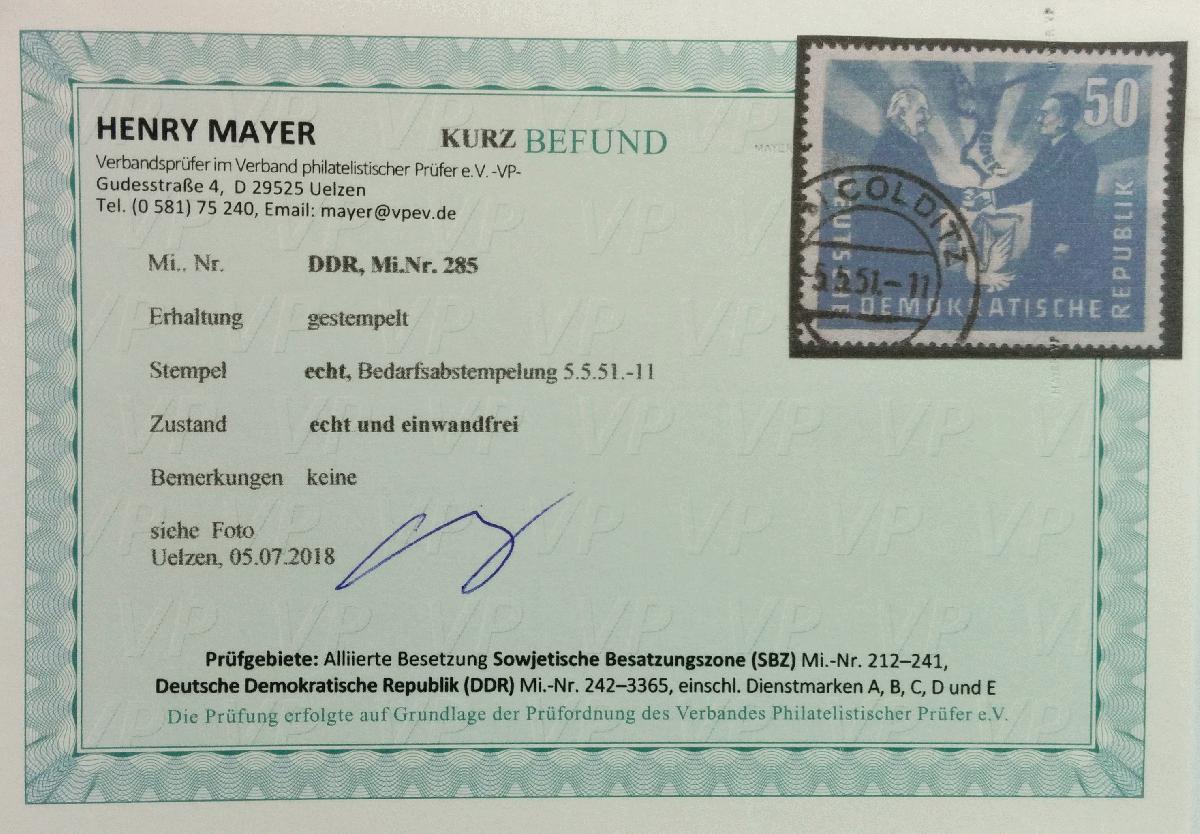 HENRY MAYER
KURZ BEFUND
Verbandsprüfer im Verband philatelistischer Prüfer e.V. -VP-
Gudesstraße 4, D 29525 Uelzen
Tel. (0 581) 75 240, Email: mayer@vpev.de
Mi.. Nr. DDR, Mi.Nr. 285
Erhaltung gestempelt
Stempel echt, Bedarfsabstempelung 5.5.51.-11
Zustand echt und einwandfrei
Bemerkungen keine
siehe Foto
Uelzen, 05.07.2018
Prüfgebiete: Alliierte Besetzung Sowjetische Besatzungszone (SBZ) Mi.-Nr. 212–241,
Deutsche Demokratische Republik (DDR) Mi.-Nr. 242–3365, einschl. Dienstmarken A, B, C, D und E
Die Prüfung erfolgte auf Grundlage der Prüfordnung des Verbandes Philatelistischer Prüfer e.V.
50
COLDITZ
5.5.51.-11
DEMOKRATISCHE
REPUBLIK
MAYER VP
VP